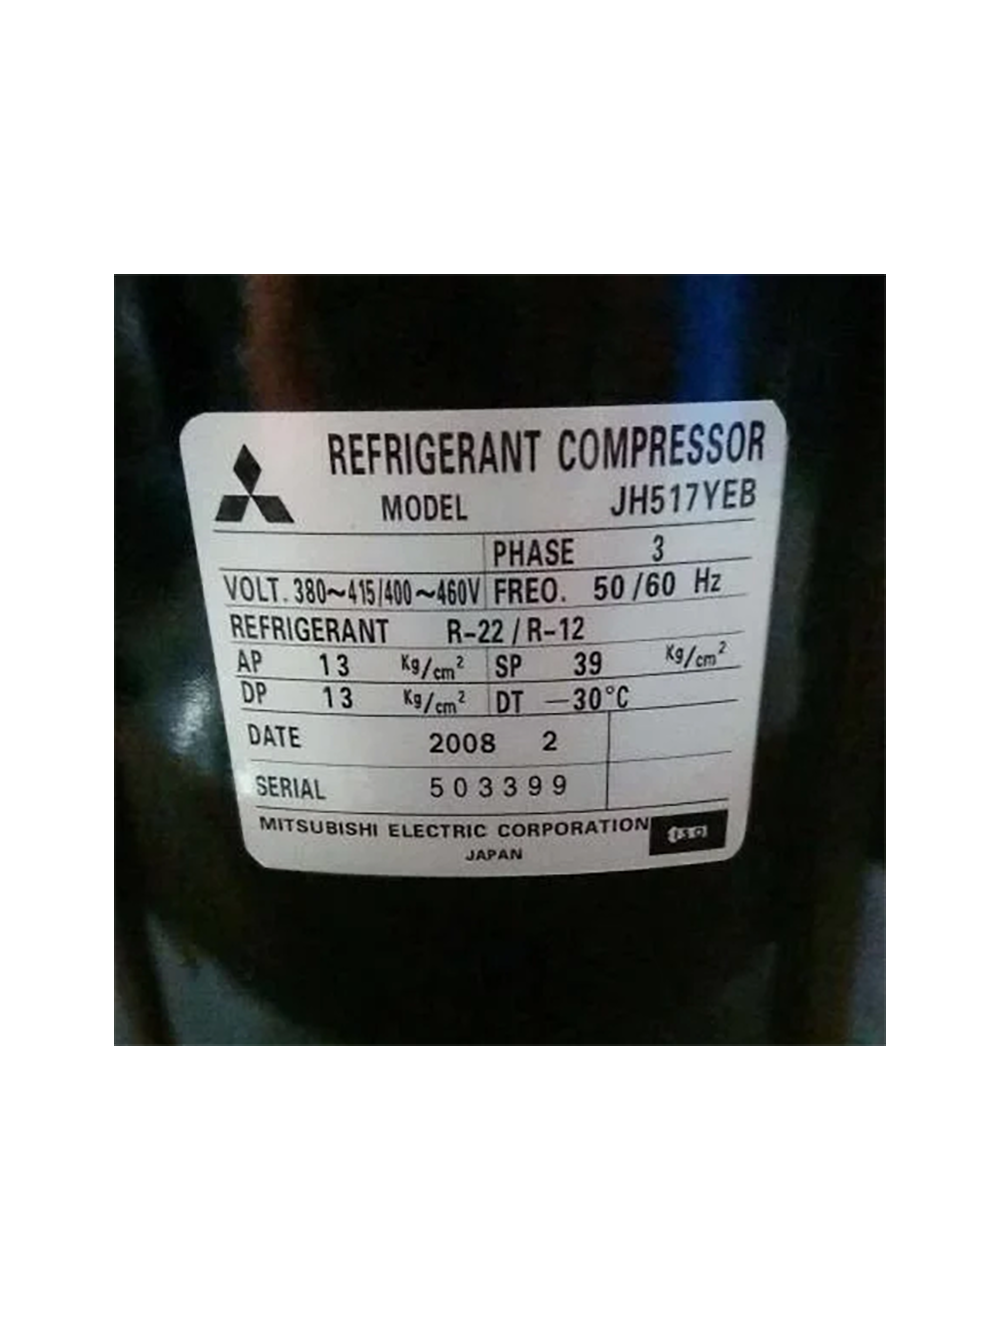 REFRIGERANT COMPRESSOR
MODEL JH517YEB
PHASE 3
VOLT. 380~415/400~460V FREO. 50/60 Hz
REFRIGERANT R-22/R-12
AP 13 Kg/cm² SP 39 Kg/cm²
DP 13 Kg/cm² DT -30°C
DATE 2008 2
SERIAL 503399
MITSUBISHI ELECTRIC CORPORATION ISO
JAPAN